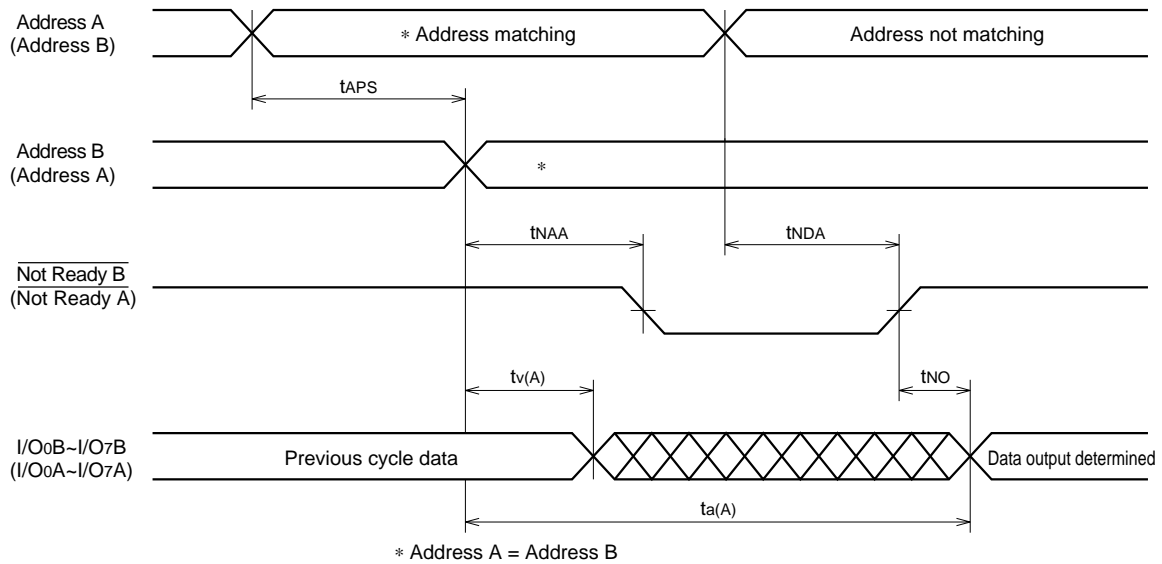 Address A
(Address B)
∗ Address matching
Address not matching
tAPS
Address B
(Address A)
∗
tNAA
tNDA
Not Ready B
(Not Ready A)
tv(A)
tNO
I/O0B~I/O7B
(I/O0A~I/O7A)
Previous cycle data
Data output determined
ta(A)
∗ Address A = Address B